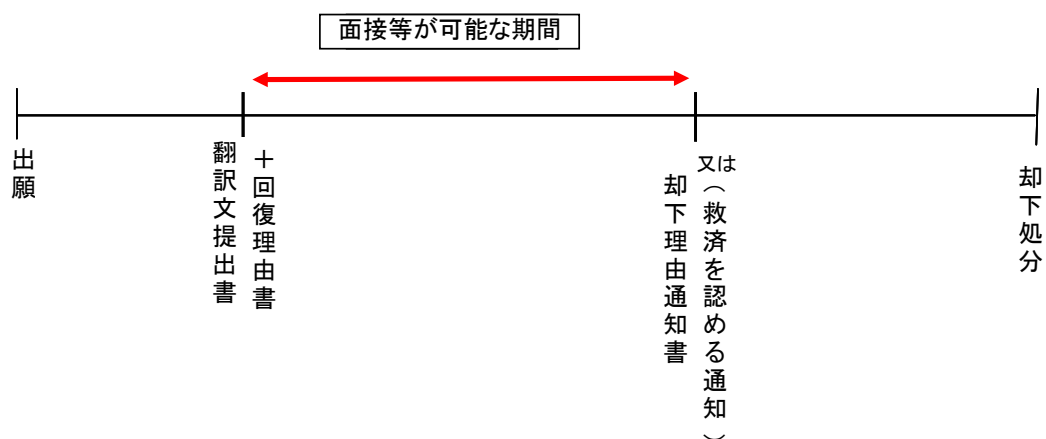 面接等が可能な期間
出願
翻訳文提出書
＋回復理由書
却下理由通知書
又は（救済を認める通知）
却下処分